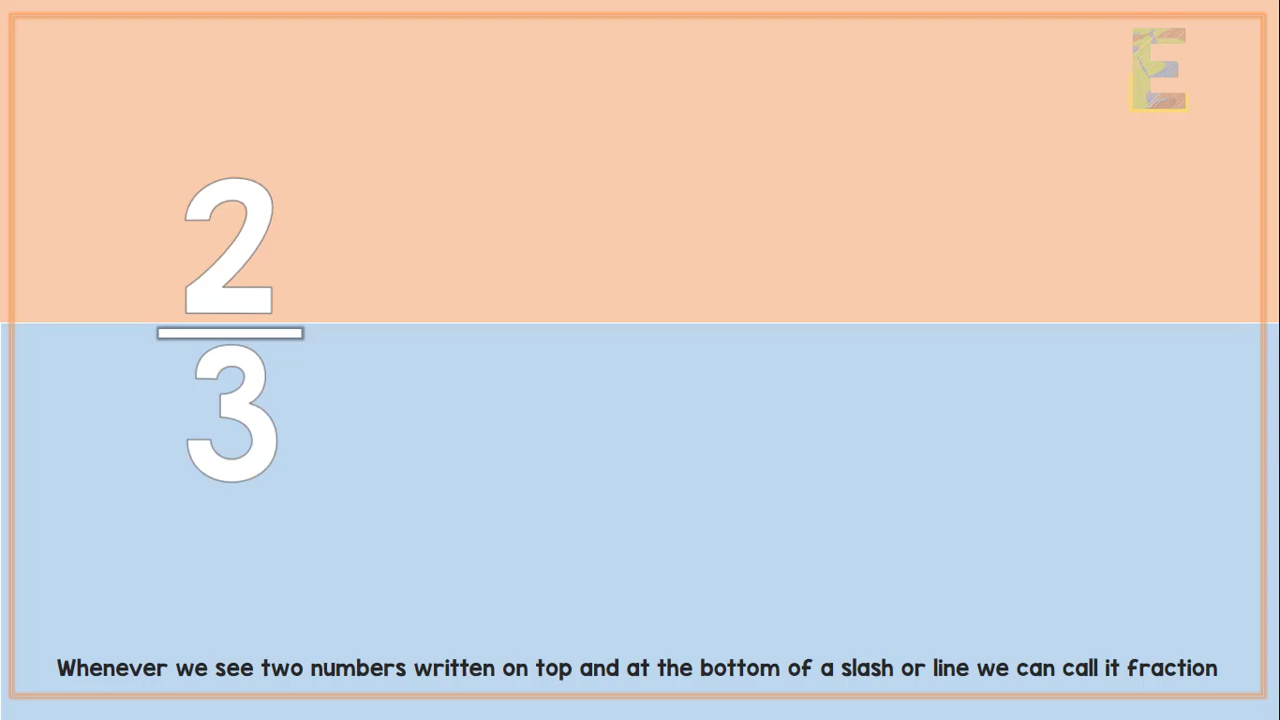 E
2
3
Whenever we see two numbers written on top and at the bottom of a slash or line we can call it fraction